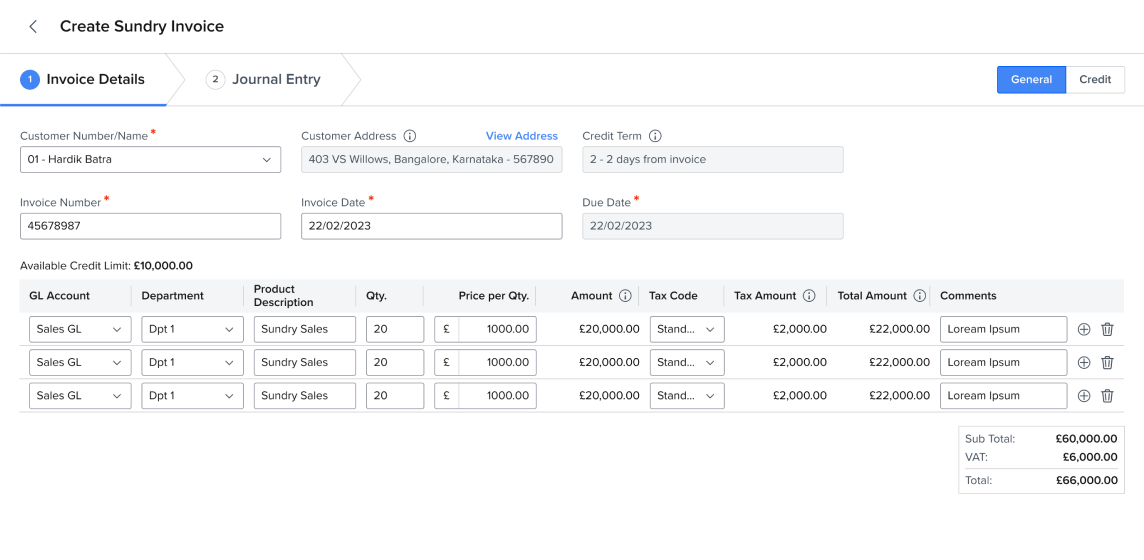 Create Sundry Invoice
1 Invoice Details 2 Journal Entry General Credit
Customer Number/Name* Customer Address View Address Credit Term
01 - Hardik Batra 403 VS Willows, Bangalore, Karnataka - 567890 2 - 2 days from invoice
Invoice Number* Invoice Date* Due Date*
45678987 22/02/2023 22/02/2023
Available Credit Limit: £10,000.00
GL Account Department Product Description Qty. Price per Qty. Amount Tax Code Tax Amount Total Amount Comments
Sales GL Dpt 1 Sundry Sales 20 £ 1000.00 £20,000.00 Stand... £2,000.00 £22,000.00 Loream Ipsum
Sales GL Dpt 1 Sundry Sales 20 £ 1000.00 £20,000.00 Stand... £2,000.00 £22,000.00 Loream Ipsum
Sales GL Dpt 1 Sundry Sales 20 £ 1000.00 £20,000.00 Stand... £2,000.00 £22,000.00 Loream Ipsum
Sub Total: £60,000.00
VAT: £6,000.00
Total: £66,000.00